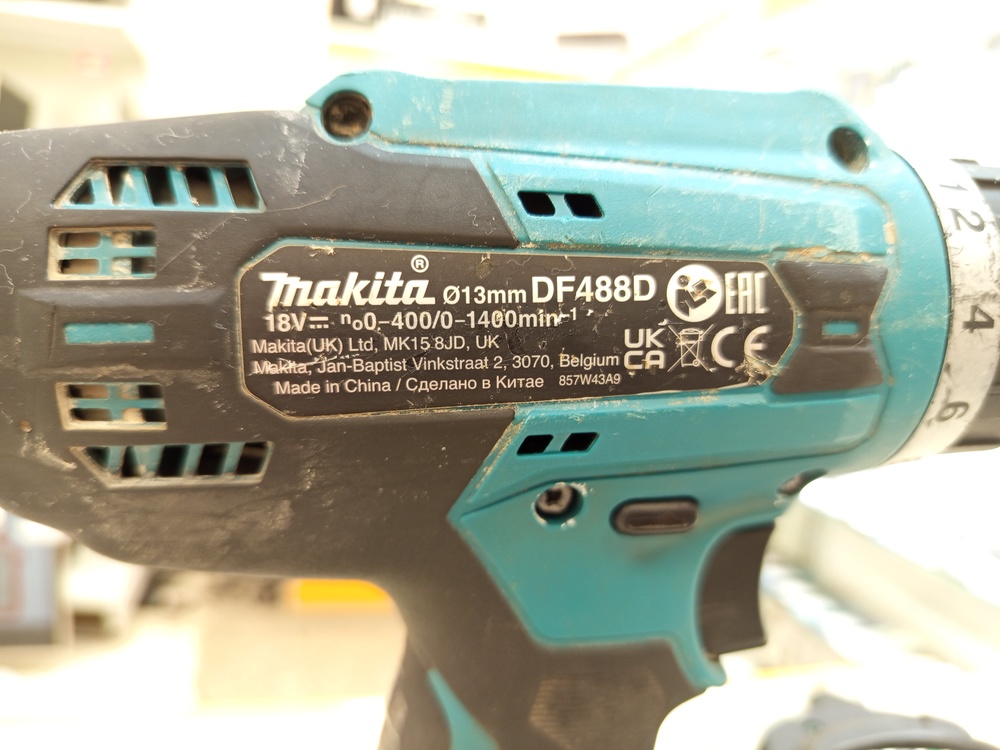 makita® Ø13mm DF488D EAC
18V⎓ n₀0-400/0-1400min⁻¹
Makita(UK) Ltd, MK15 8JD, UK
UK CA CE
Makita, Jan-Baptist Vinkstraat 2, 3070, Belgium
Made in China / Сделано в Китае 857W43A9
12
4
6